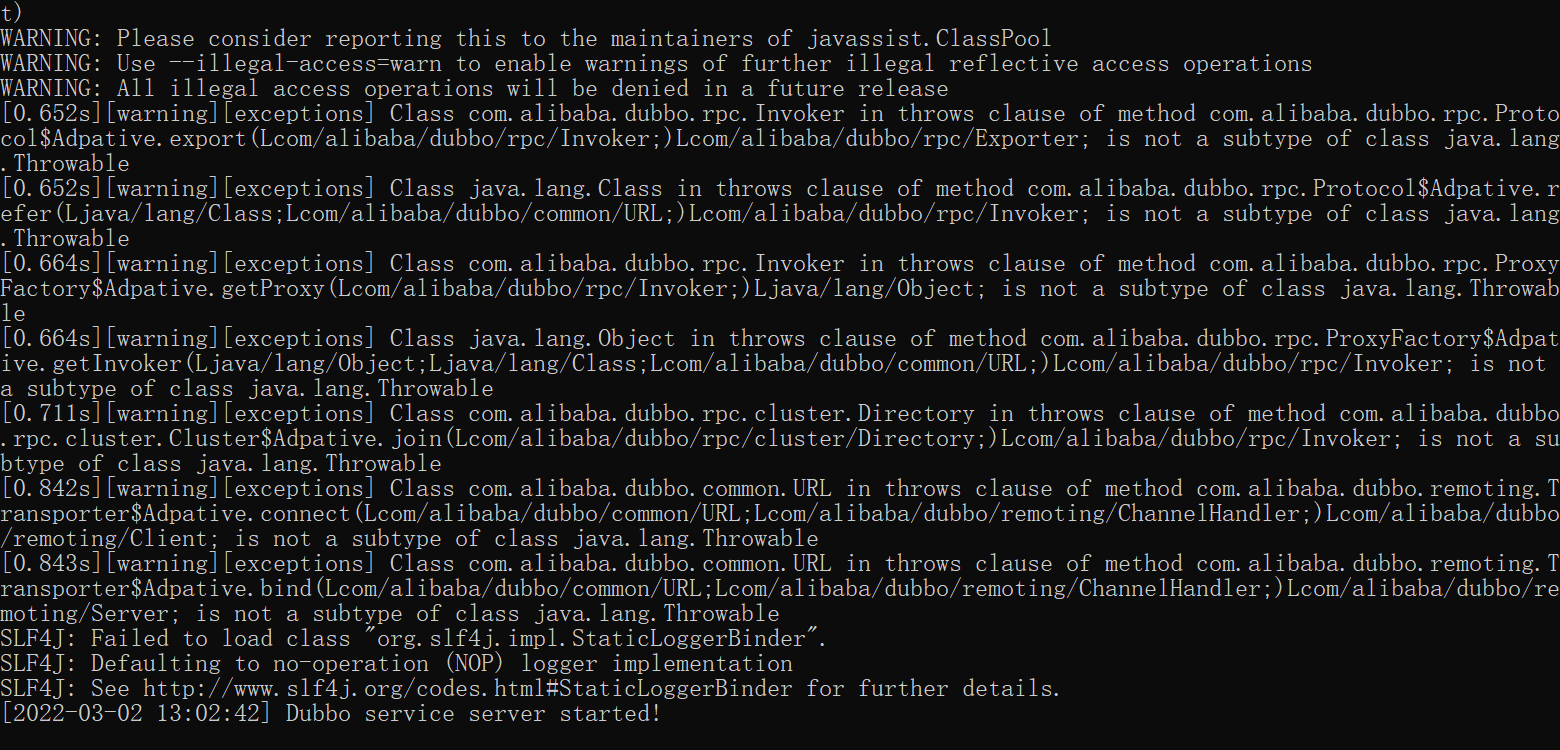 t)
WARNING: Please consider reporting this to the maintainers of javassist.ClassPool
WARNING: Use --illegal-access=warn to enable warnings of further illegal reflective access operations
WARNING: All illegal access operations will be denied in a future release
[0.652s][warning][exceptions] Class com.alibaba.dubbo.rpc.Invoker in throws clause of method com.alibaba.dubbo.rpc.Proto
col$Adpative.export(Lcom/alibaba/dubbo/rpc/Invoker;)Lcom/alibaba/dubbo/rpc/Exporter; is not a subtype of class java.lang
.Throwable
[0.652s][warning][exceptions] Class java.lang.Class in throws clause of method com.alibaba.dubbo.rpc.Protocol$Adpative.r
efer(Ljava/lang/Class;Lcom/alibaba/dubbo/common/URL;)Lcom/alibaba/dubbo/rpc/Invoker; is not a subtype of class java.lang
.Throwable
[0.664s][warning][exceptions] Class com.alibaba.dubbo.rpc.Invoker in throws clause of method com.alibaba.dubbo.rpc.Proxy
Factory$Adpative.getProxy(Lcom/alibaba/dubbo/rpc/Invoker;)Ljava/lang/Object; is not a subtype of class java.lang.Throwab
le
[0.664s][warning][exceptions] Class java.lang.Object in throws clause of method com.alibaba.dubbo.rpc.ProxyFactory$Adpat
ive.getInvoker(Ljava/lang/Object;Ljava/lang/Class;Lcom/alibaba/dubbo/common/URL;)Lcom/alibaba/dubbo/rpc/Invoker; is not
a subtype of class java.lang.Throwable
[0.711s][warning][exceptions] Class com.alibaba.dubbo.rpc.cluster.Directory in throws clause of method com.alibaba.dubbo
.rpc.cluster.Cluster$Adpative.join(Lcom/alibaba/dubbo/rpc/cluster/Directory;)Lcom/alibaba/dubbo/rpc/Invoker; is not a su
btype of class java.lang.Throwable
[0.842s][warning][exceptions] Class com.alibaba.dubbo.common.URL in throws clause of method com.alibaba.dubbo.remoting.T
ransporter$Adpative.connect(Lcom/alibaba/dubbo/common/URL;Lcom/alibaba/dubbo/remoting/ChannelHandler;)Lcom/alibaba/dubbo
/remoting/Client; is not a subtype of class java.lang.Throwable
[0.843s][warning][exceptions] Class com.alibaba.dubbo.common.URL in throws clause of method com.alibaba.dubbo.remoting.T
ransporter$Adpative.bind(Lcom/alibaba/dubbo/common/URL;Lcom/alibaba/dubbo/remoting/ChannelHandler;)Lcom/alibaba/dubbo/re
moting/Server; is not a subtype of class java.lang.Throwable
SLF4J: Failed to load class "org.slf4j.impl.StaticLoggerBinder".
SLF4J: Defaulting to no-operation (NOP) logger implementation
SLF4J: See http://www.slf4j.org/codes.html#StaticLoggerBinder for further details.
[2022-03-02 13:02:42] Dubbo service server started!